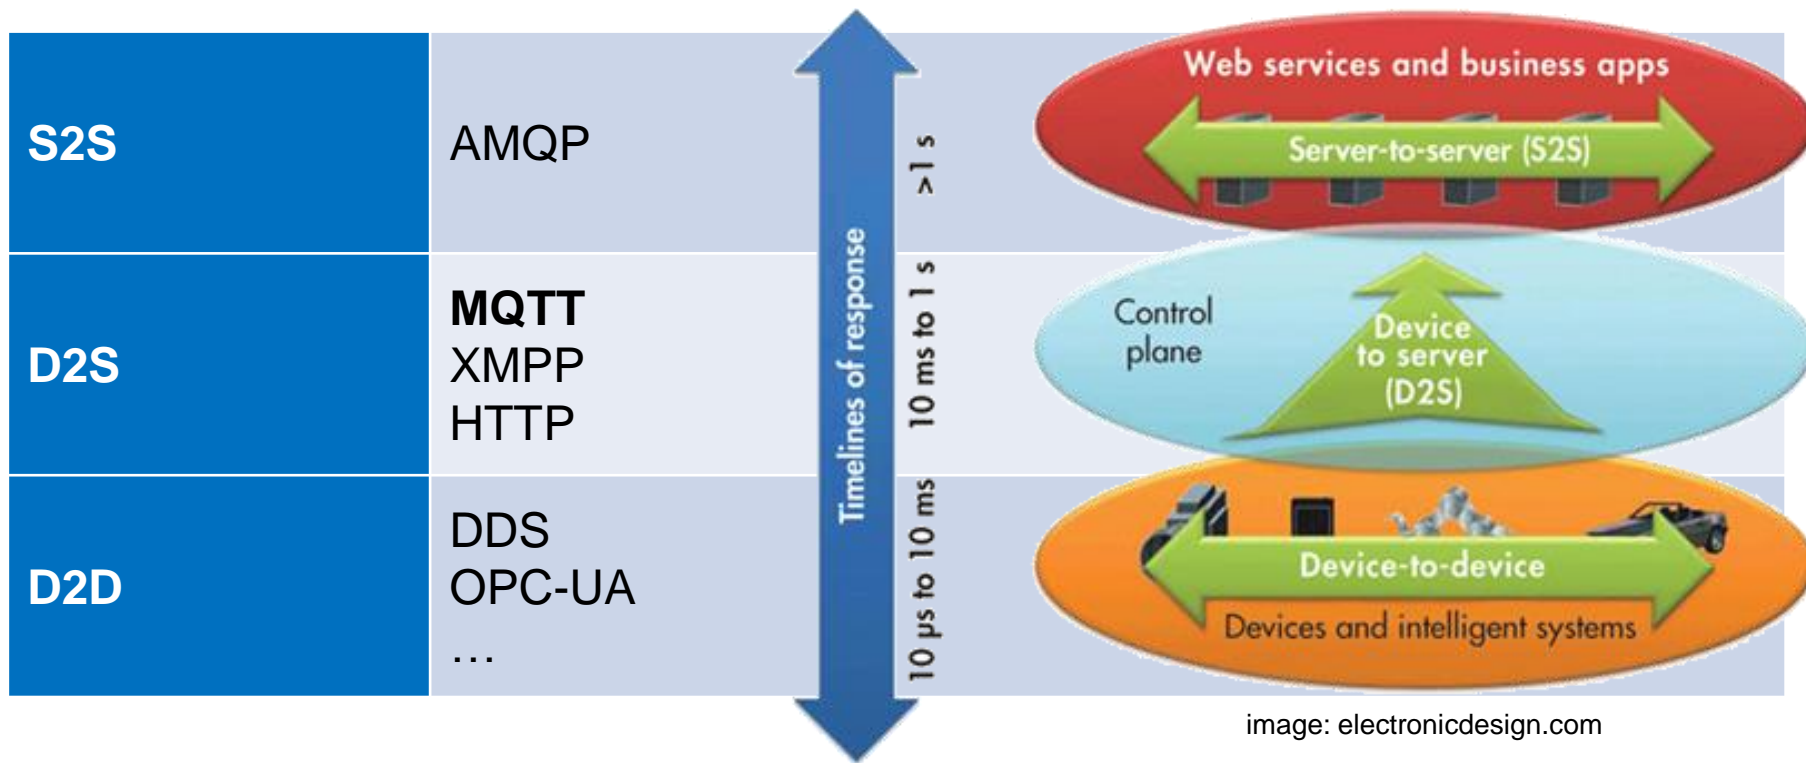 S2S
AMQP
>1 s
Web services and business apps
Server-to-server (S2S)
D2S
MQTT
XMPP
HTTP
Timelines of response
10 ms to 1 s
Control
plane
Device
to server
(D2S)
D2D
DDS
OPC-UA
…
10 µs to 10 ms
Device-to-device
Devices and intelligent systems
image: electronicdesign.com